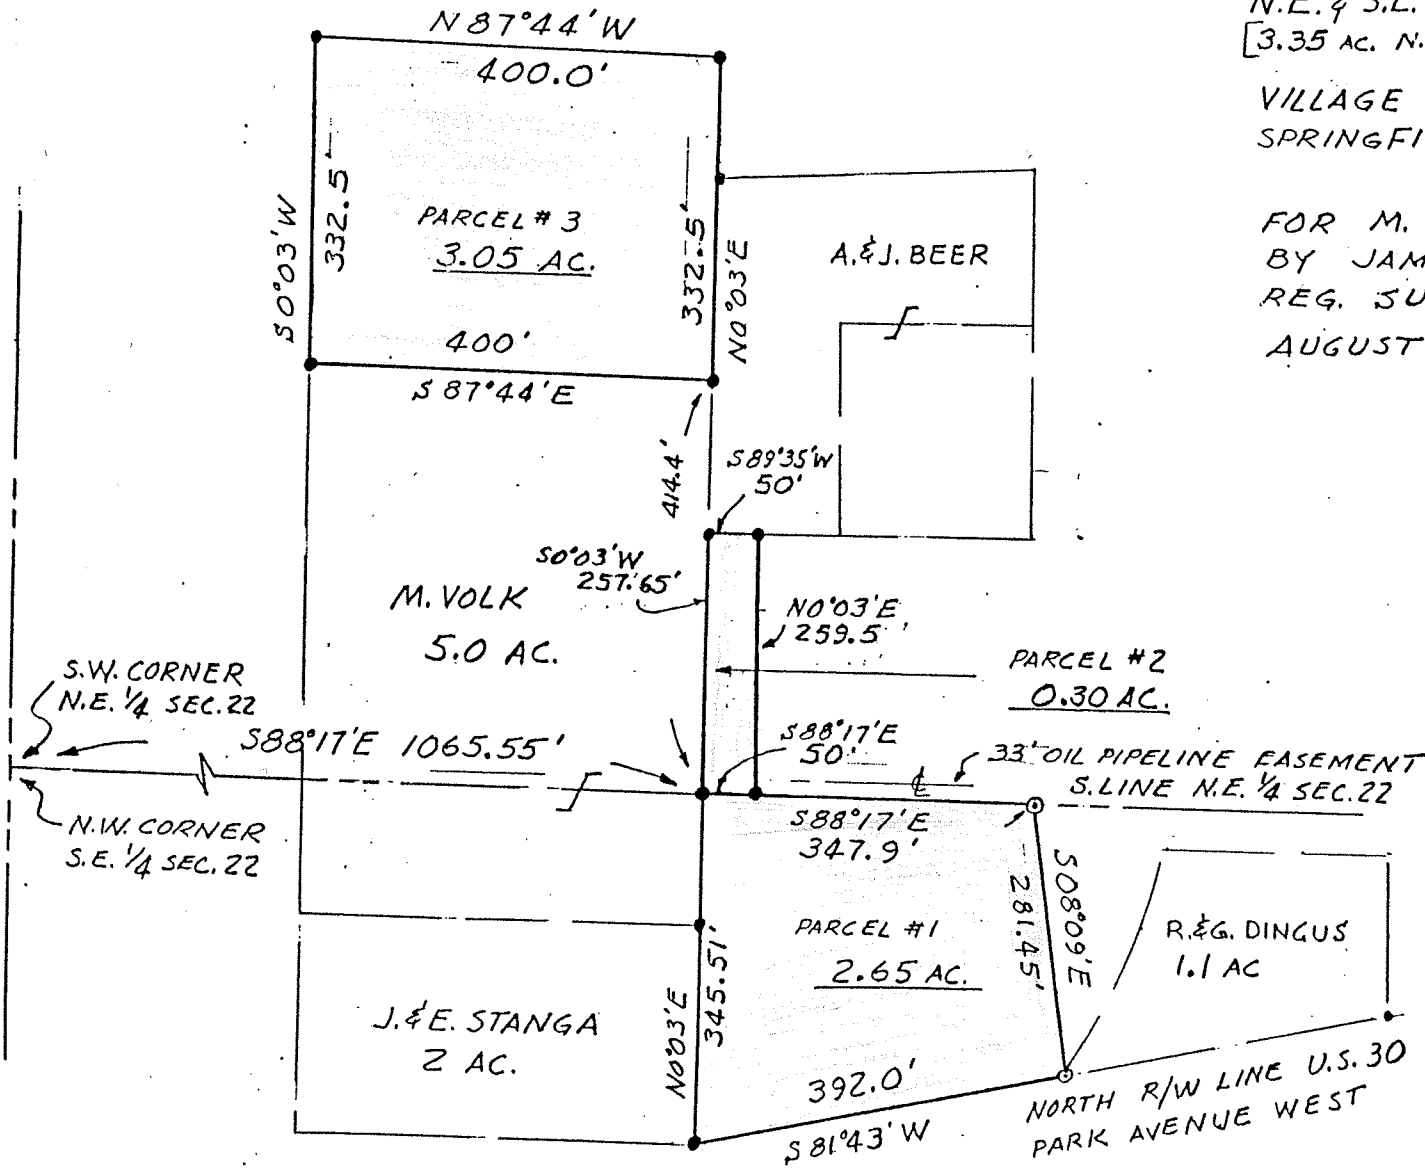 N.E. & S.E.
[3.35 AC. N.
VILLAGE
SPRINGFI
FOR M.
BY JAM
REG. SU
AUGUST
N 87°44' W
400.0'
S 0°03' W
332.5'
PARCEL # 3
3.05 AC.
332.5'
N 0°03' E
400'
S 87°44' E
A. & J. BEER
414.4'
S 89°35' W
50'
S 0°03' W
257.65'
M. VOLK
5.0 AC.
N 0°03' E
259.5'
PARCEL #2
0.30 AC.
S.W. CORNER
N.E. 1/4 SEC. 22
S 88°17' E 1065.55'
S 88°17' E
50'
℄
33' OIL PIPELINE EASEMENT
S. LINE N.E. 1/4 SEC. 22
N.W. CORNER
S.E. 1/4 SEC. 22
S 88°17' E
347.9'
S 08°09' E
281.45'
PARCEL #1
2.65 AC.
R. & G. DINGUS
1.1 AC
J. & E. STANGA
2 AC.
N 0°03' E
345.51'
392.0'
S 81°43' W
NORTH R/W LINE U.S. 30
PARK AVENUE WEST